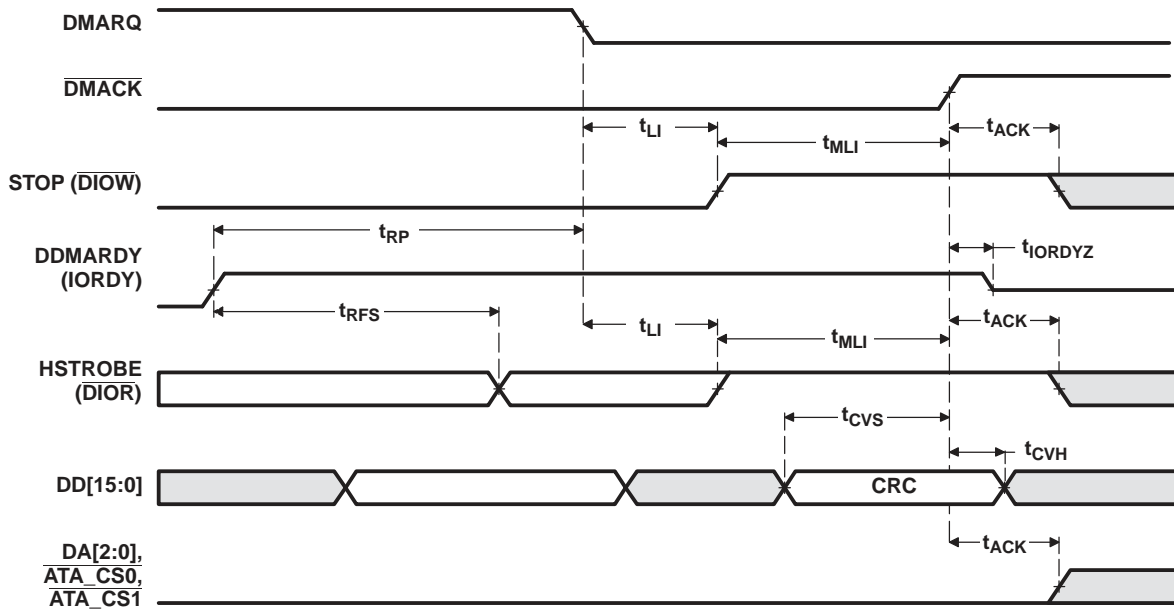 DMARQ
DMACK
tLI
tACK
tMLI
STOP (DIOW)
tRP
DDMARDY
(IORDY)
tIORDYZ
tRFS
tLI
tACK
tMLI
HSTROBE
(DIOR)
tCVS
tCVH
DD[15:0]
CRC
DA[2:0],
ATA_CS0,
ATA_CS1
tACK